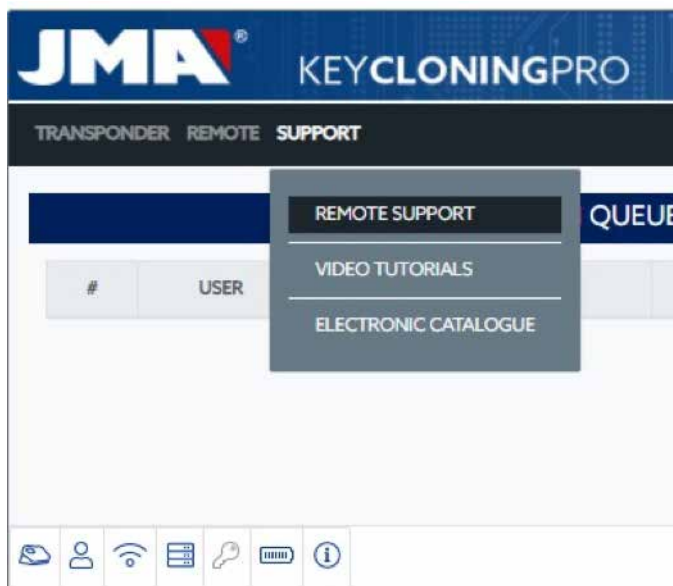 JMA®
KEYCLONINGPRO
TRANSPONDER REMOTE SUPPORT
REMOTE SUPPORT
QUEUE
VIDEO TUTORIALS
# USER
ELECTRONIC CATALOGUE